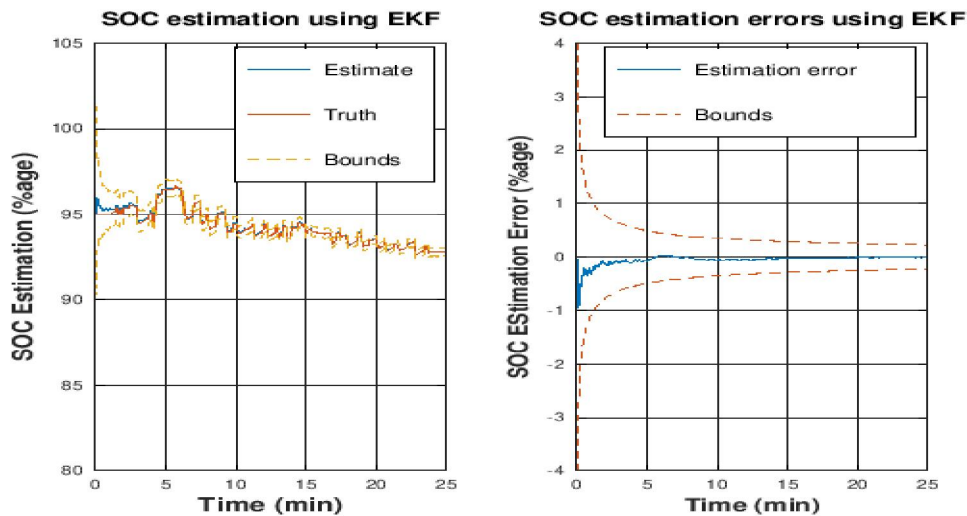 SOC estimation using EKF
105
100
95
90
85
80
SOC Estimation (%age)
Estimate
Truth
Bounds
0
5
10
15
20
25
Time (min)
SOC estimation errors using EKF
4
3
2
1
0
-1
-2
-3
-4
SOC EStimation Error (%age)
Estimation error
Bounds
0
5
10
15
20
25
Time (min)